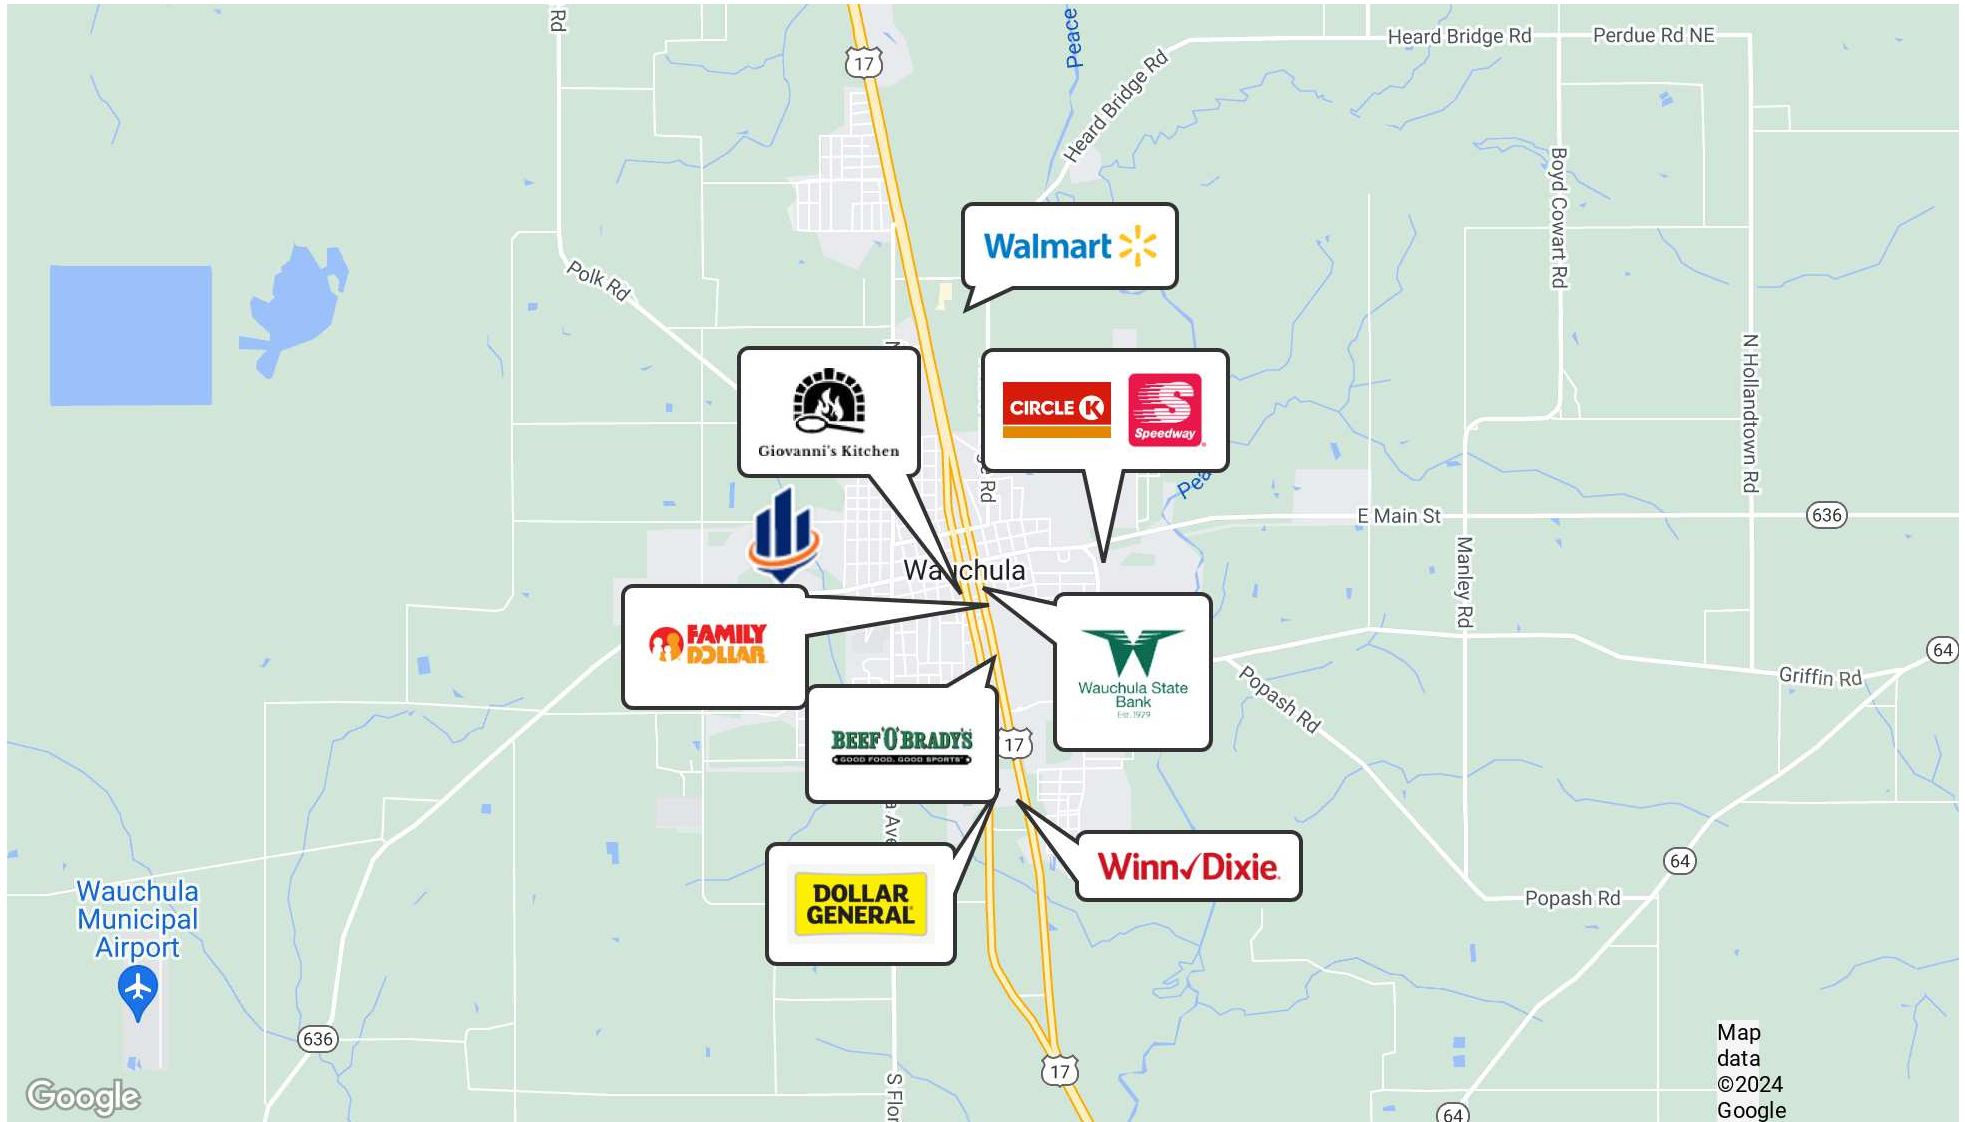 Rd
17
Peace
Heard Bridge Rd
Perdue Rd NE
Heard Bridge Rd
Boyd Cowart Rd
Walmart
Polk Rd
N
N Hollandtown Rd
Giovanni's Kitchen
CIRCLE K
Speedway
Rd
Pea
E Main St
636
Wauchula
Manley Rd
FAMILY
DOLLAR
Wauchula State
Bank
Est. 1929
64
Griffin Rd
Popash Rd
BEEF 'O' BRADY'S
GOOD FOOD. GOOD SPORTS
17
a Ave
Winn Dixie
64
DOLLAR
GENERAL
Popash Rd
Wauchula
Municipal
Airport
636
17
S Flor
64
Google
Map
data
©2024
Google